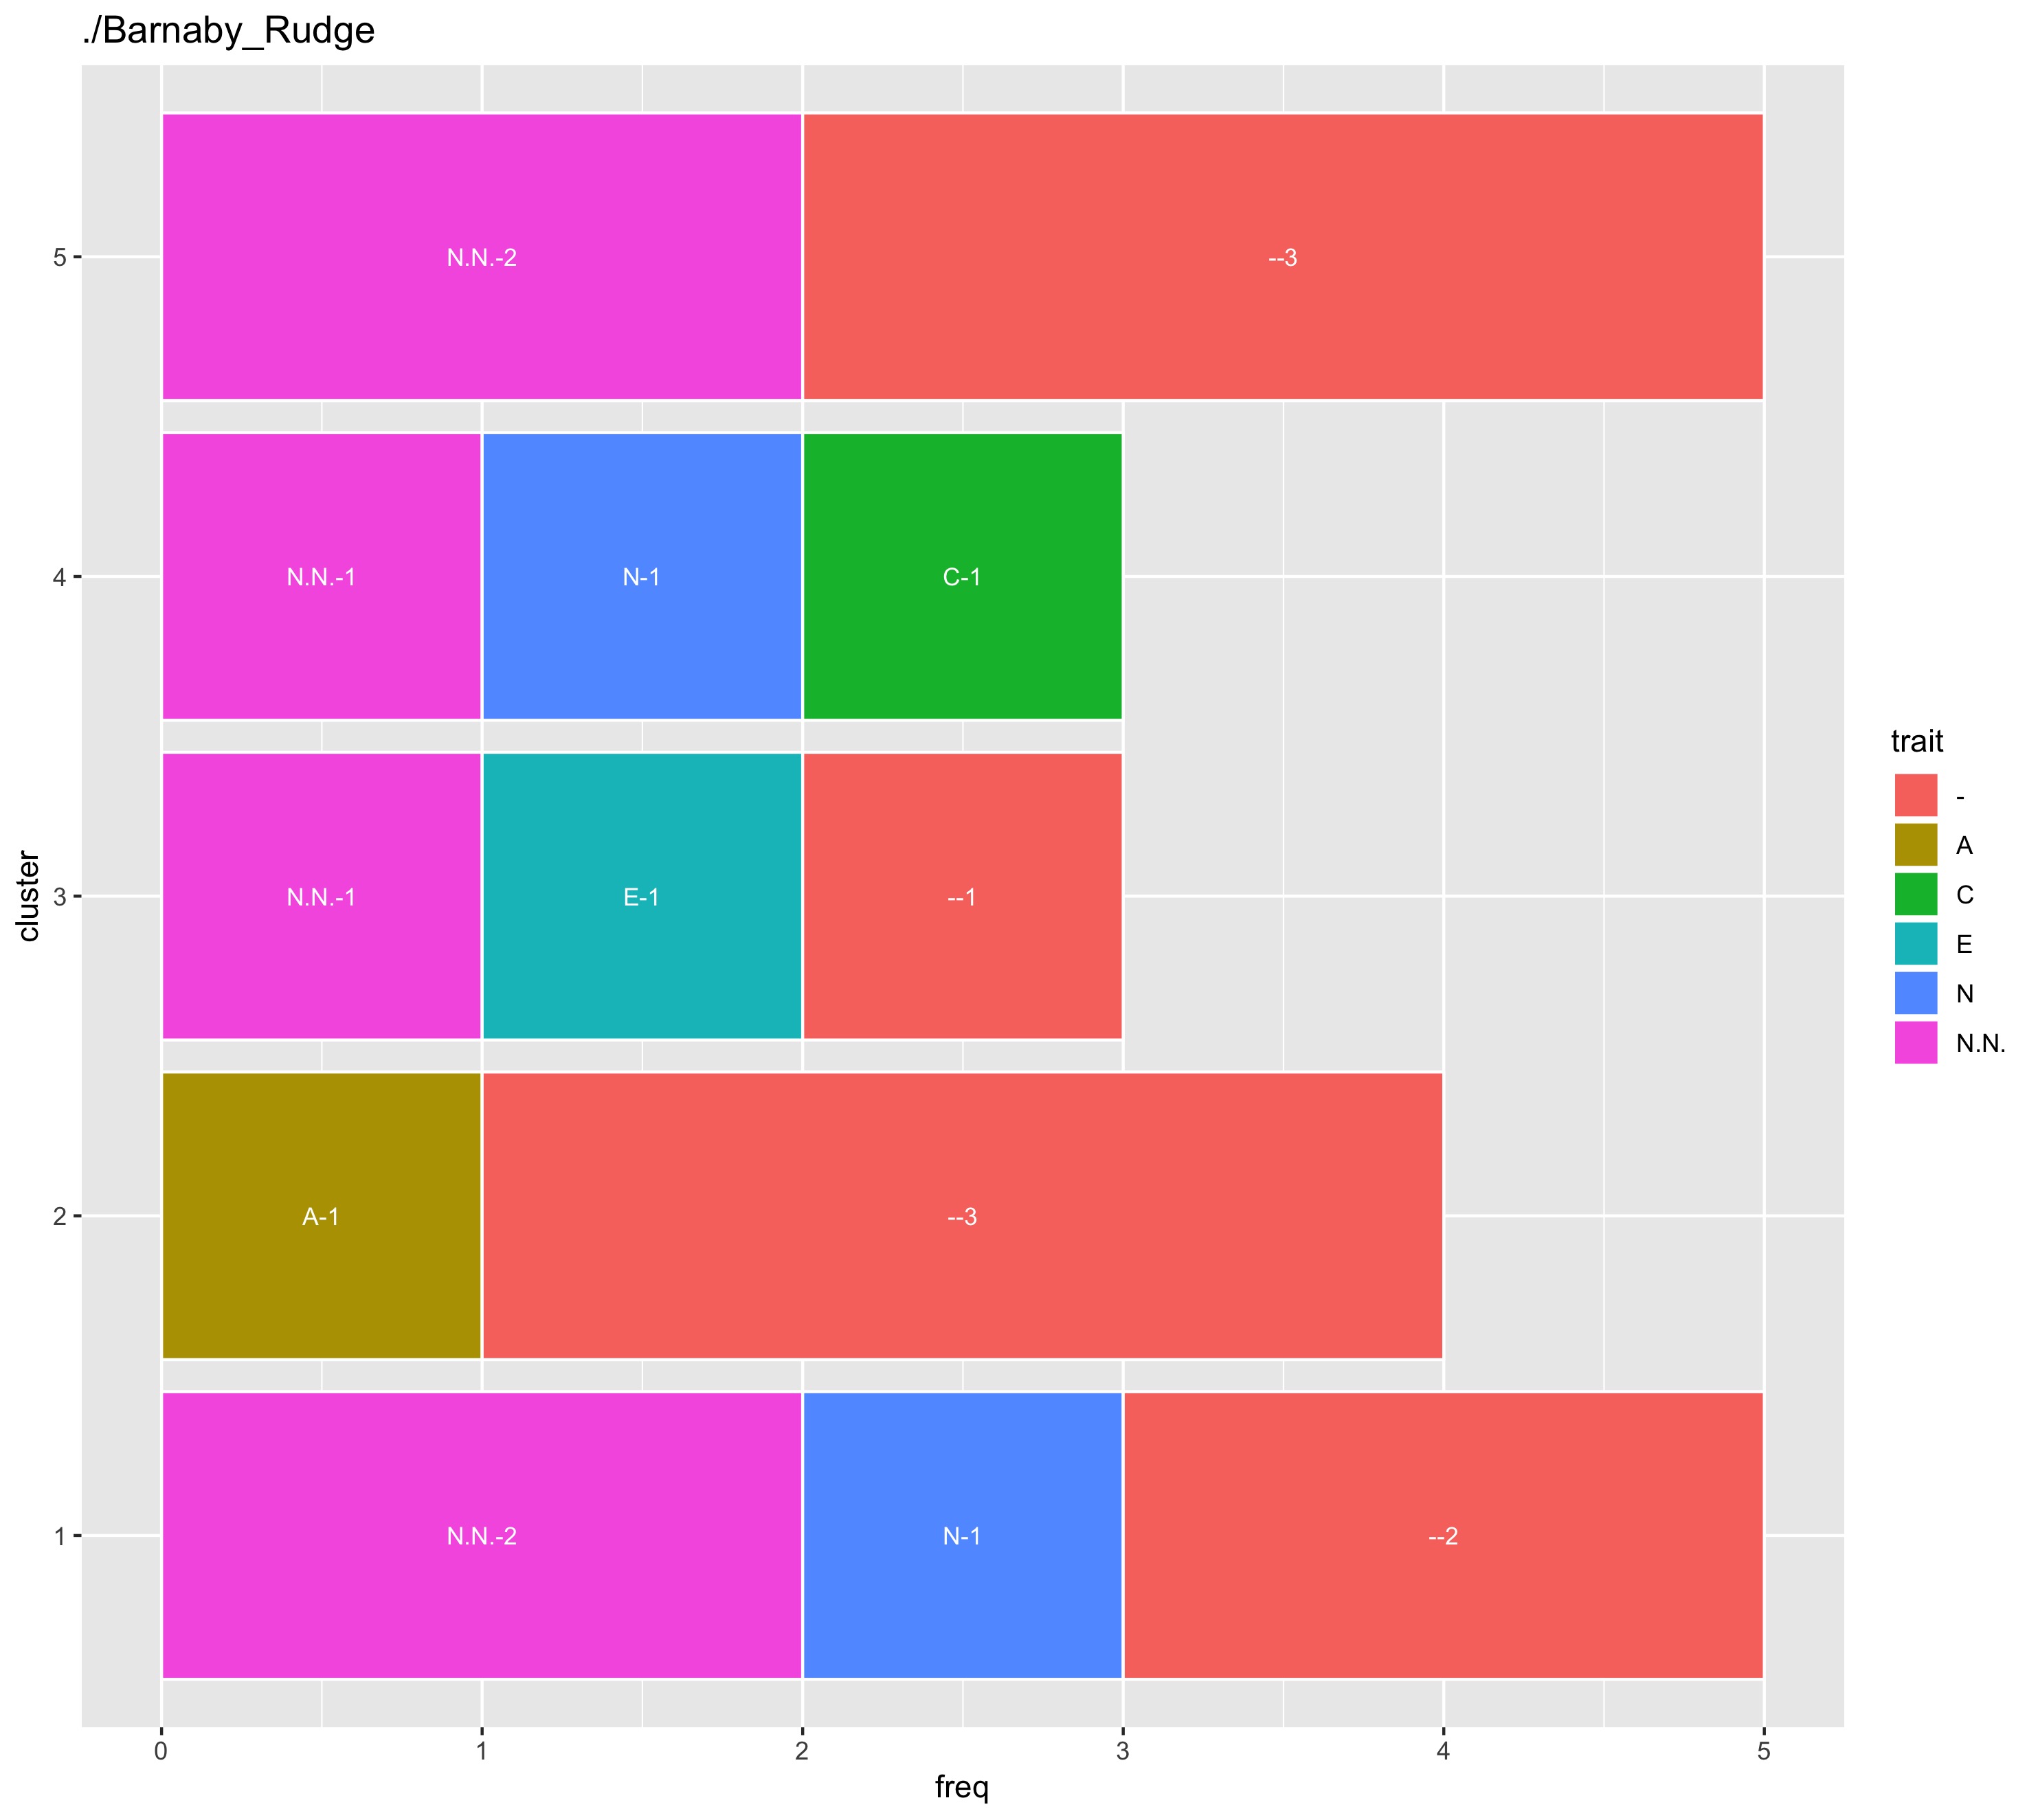 ./Barnaby_Rudge
5
N.N.-2
--3
4
N.N.-1
N-1
C-1
3
N.N.-1
E-1
--1
2
A-1
--3
1
N.N.-2
N-1
--2
0
1
2
3
4
5
freq
cluster
trait
-
A
C
E
N
N.N.